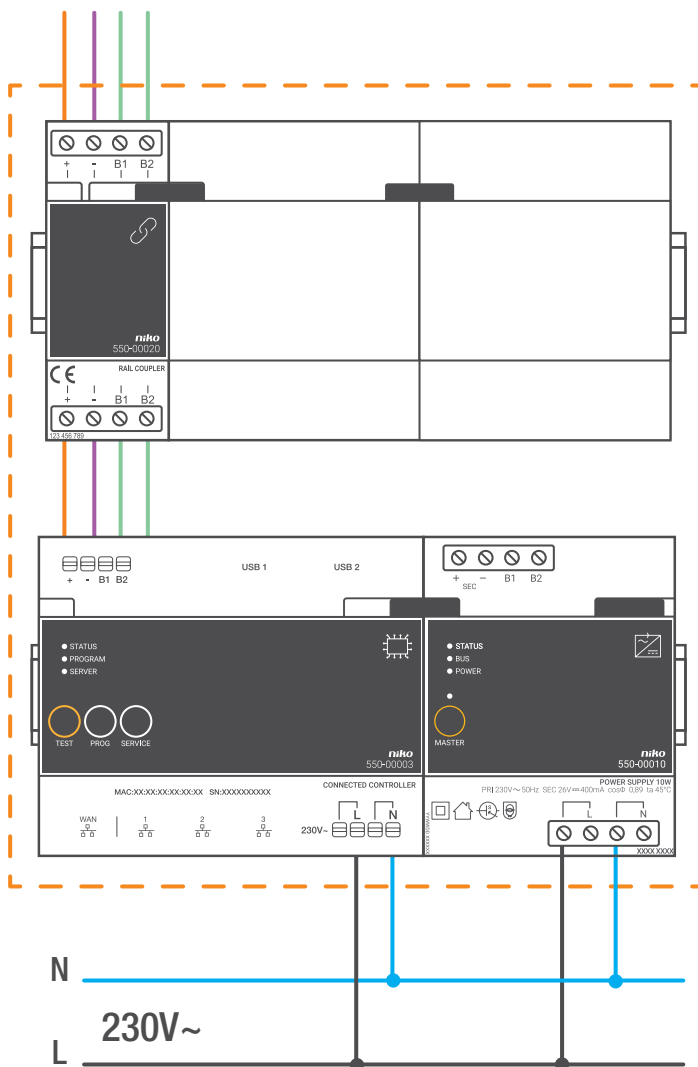 + - B1 B2
niko
550-00020
CE
RAIL COUPLER
+ - B1 B2
123 456 789
+ - B1 B2
USB 1
USB 2
+ − B1 B2
SEC
STATUS
PROGRAM
SERVER
TEST PROG SERVICE
niko
550-00003
STATUS
BUS
POWER
MASTER
niko
550-00010
CONNECTED CONTROLLER
MAC:XX:XX:XX:XX:XX:XX SN:XXXXXXXXXX
WAN 1 2 3
230V~
L N
POWER SUPPLY 10W
PRI 230V~50Hz SEC 26V⎓400mA cosΦ 0,89 ta 45°C
L N
XXXX XXXX
N
230V~
L